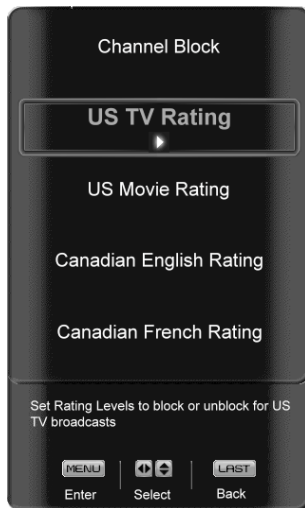 Channel Block
US TV Rating
US Movie Rating
Canadian English Rating
Canadian French Rating
Set Rating Levels to block or unblock for US
TV broadcasts
MENU LAST
Enter Select Back